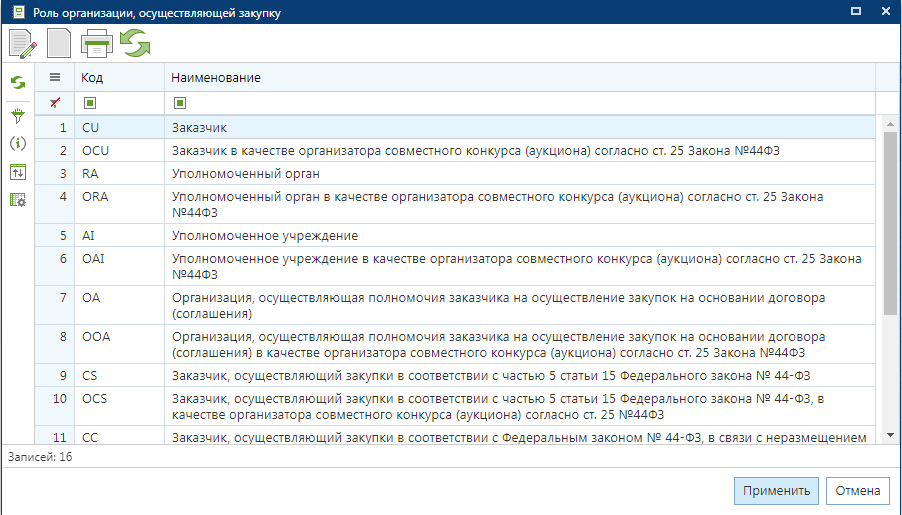 Роль организации, осуществляющей закупку
Код Наименование
1 CU Заказчик
2 OCU Заказчик в качестве организатора совместного конкурса (аукциона) согласно ст. 25 Закона №44ФЗ
3 RA Уполномоченный орган
4 ORA Уполномоченный орган в качестве организатора совместного конкурса (аукциона) согласно ст. 25 Закона
№44ФЗ
5 AI Уполномоченное учреждение
6 OAI Уполномоченное учреждение в качестве организатора совместного конкурса (аукциона) согласно ст. 25 Закона
№44ФЗ
7 OA Организация, осуществляющая полномочия заказчика на осуществление закупок на основании договора
(соглашения)
8 OOA Организация, осуществляющая полномочия заказчика на осуществление закупок на основании договора
(соглашения) в качестве организатора совместного конкурса (аукциона) согласно ст. 25 Закона №44ФЗ
9 CS Заказчик, осуществляющий закупки в соответствии с частью 5 статьи 15 Федерального закона № 44-ФЗ
10 OCS Заказчик, осуществляющий закупки в соответствии с частью 5 статьи 15 Федерального закона № 44-ФЗ, в
качестве организатора совместного конкурса (аукциона) согласно ст. 25 №44ФЗ
11 CC Заказчик, осуществляющий закупки в соответствии с Федеральным законом № 44-ФЗ, в связи с неразмещением
Записей: 16
Применить Отмена